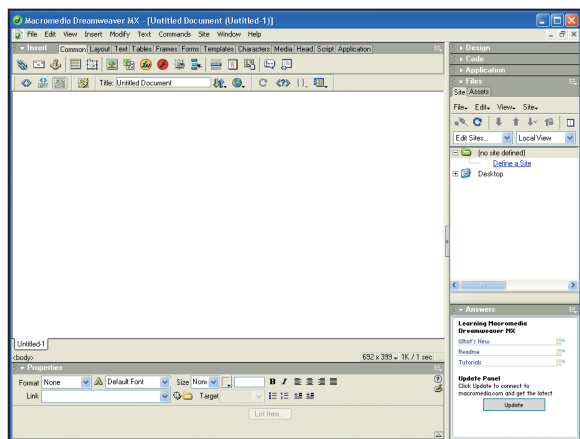 Macromedia Dreamweaver MX - [Untitled Document (Untitled-1)]
File Edit View Insert Modify Text Commands Site Window Help
Insert Common Layout Text Tables Frames Forms Templates Characters Media Head Script Application
Title: Untitled Document
Untitled-1
<body>
692 x 399 1K / 1 sec
Properties
Format None Default Font Size None B I
Link Target
List Item...
Design
Code
Application
Files
Site Assets
File Edit View Site
Edit Sites... Local View
(no site defined)
Define a Site
Desktop
Answers
Learning Macromedia
Dreamweaver MX
What's New
Readme
Tutorials
Update Panel
Click Update to connect to
macromedia.com and get the latest
Update